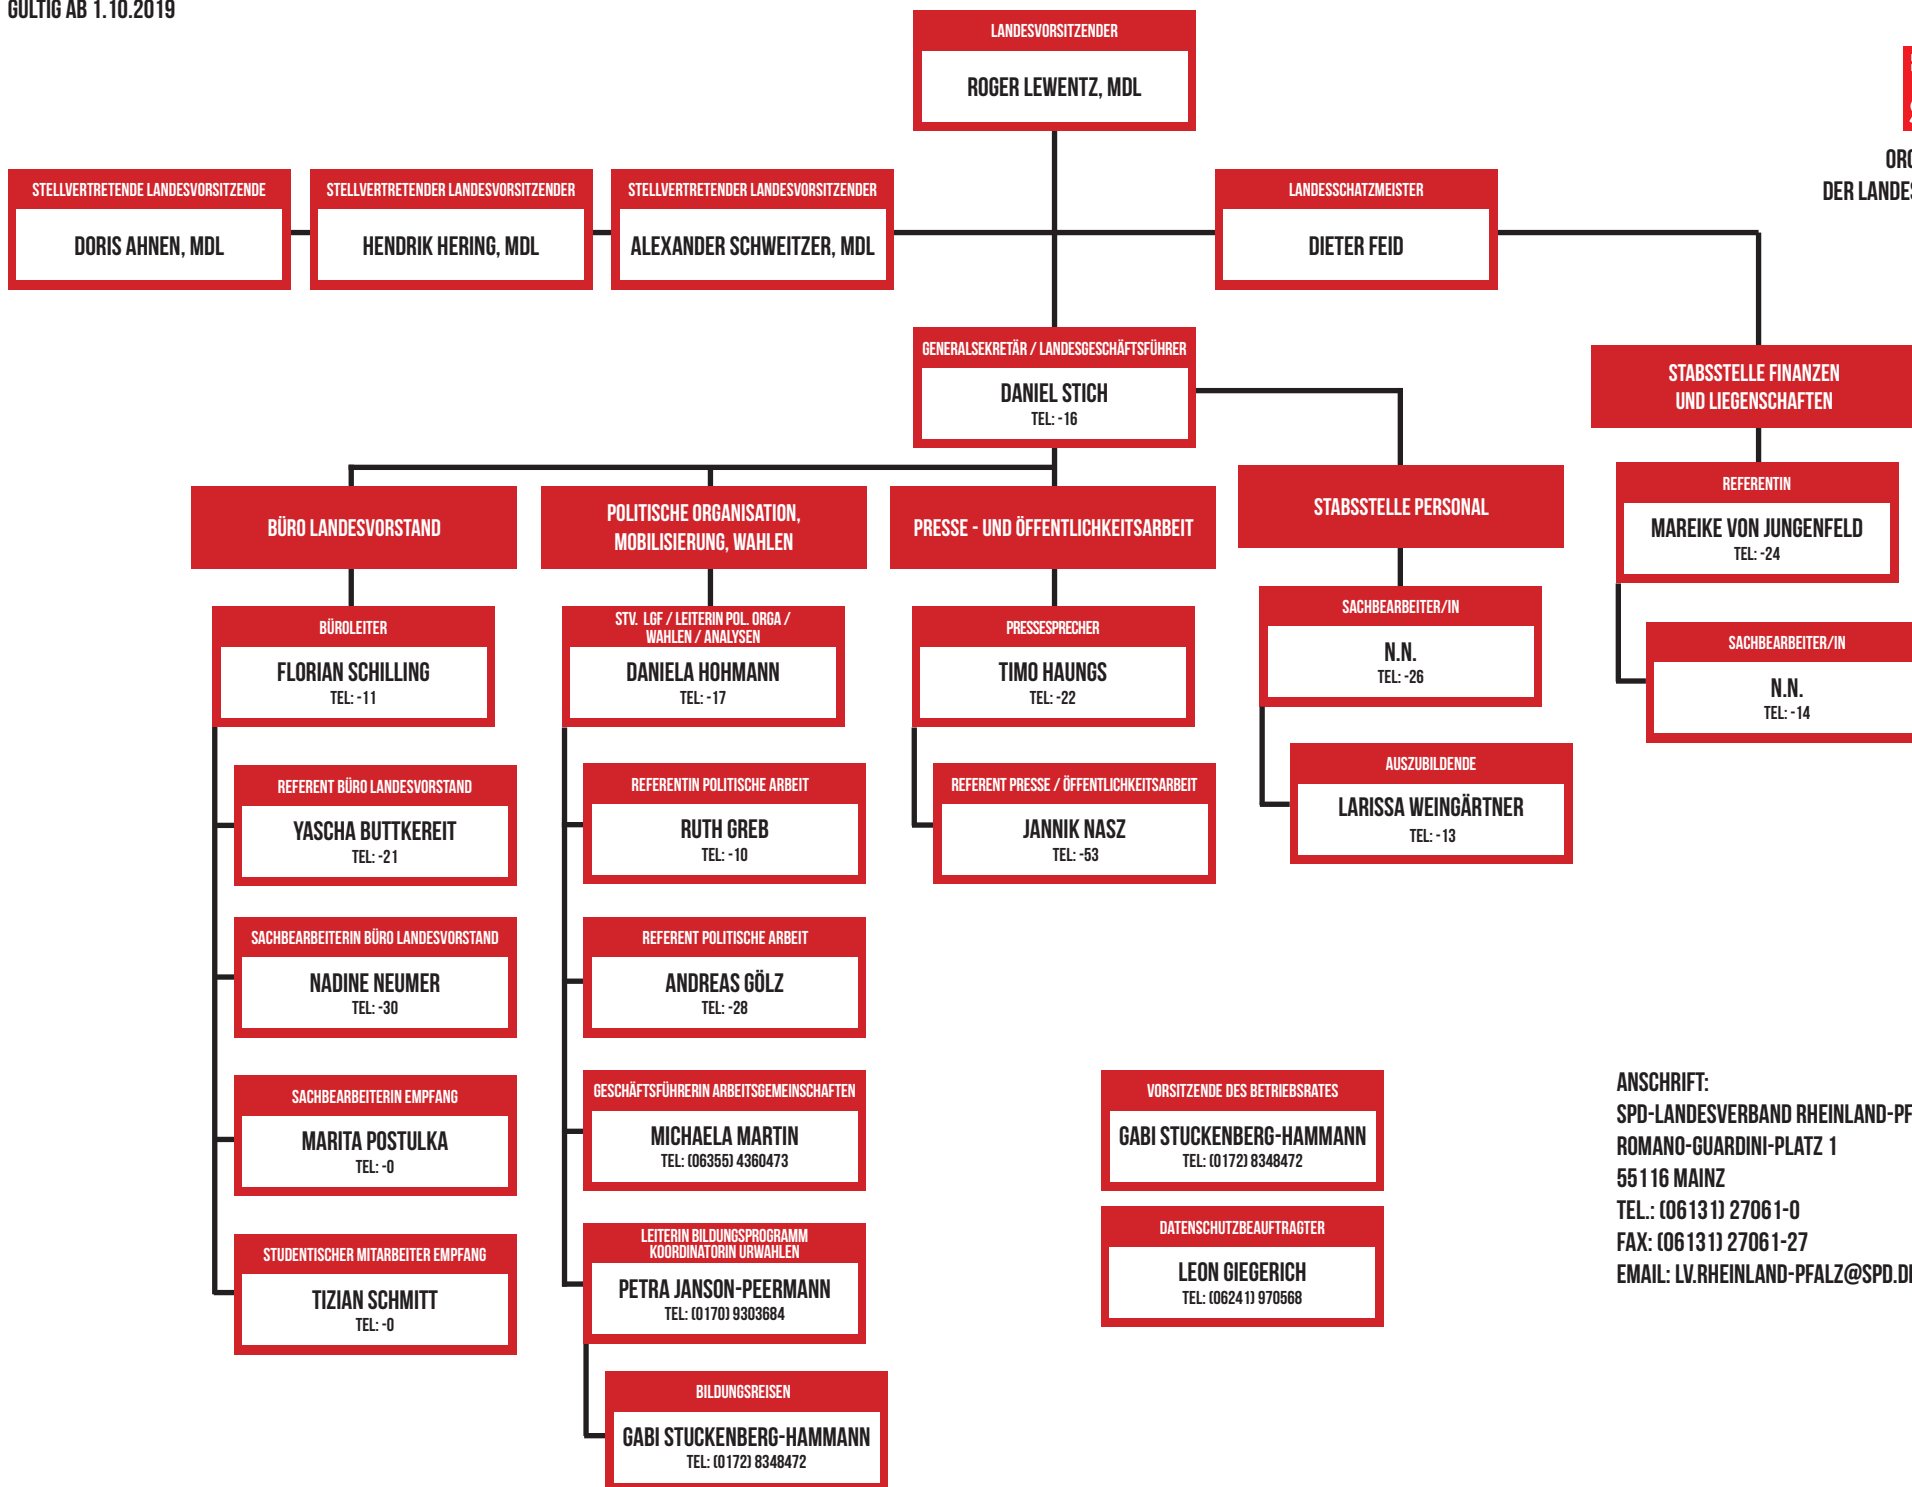 GÜLTIG AB 1.10.2019
LANDESVORSITZENDER
ROGER LEWENTZ, MDL
DER
STELLVERTRETENDE LANDESVORSITZENDE
DORIS AHNEN, MDL
STELLVERTRETENDER LANDESVORSITZENDER
HENDRIK HERING, MDL
STELLVERTRETENDER LANDESVORSITZENDER
ALEXANDER SCHWEITZER, MDL
LANDESSCHATZMEISTER
DIETER FEID
GENERALSEKRETÄR / LANDESGESCHÄFTSFÜHRER
DANIEL STICH
TEL: -16
STABSSTELLE FINANZEN
UND LIEGENSCHAFTEN
REFERENTIN
MAREIKE VON JUNGENFELD
TEL: -24
SACHBEARBEITER/IN
N.N.
TEL: -14
BÜRO LANDESVORSTAND
BÜROLEITER
FLORIAN SCHILLING
TEL: -11
REFERENT BÜRO LANDESVORSTAND
YASCHA BUTTKEREIT
TEL: -21
SACHBEARBEITERIN BÜRO LANDESVORSTAND
NADINE NEUMER
TEL: -30
SACHBEARBEITERIN EMPFANG
MARITA POSTULKA
TEL: -0
STUDENTISCHER MITARBEITER EMPFANG
TIZIAN SCHMITT
TEL: -0
POLITISCHE ORGANISATION,
MOBILISIERUNG, WAHLEN
STV. LGF / LEITERIN POL. ORGA /
WAHLEN / ANALYSEN
DANIELA HOHMANN
TEL: -17
REFERENTIN POLITISCHE ARBEIT
RUTH GREB
TEL: -10
REFERENT POLITISCHE ARBEIT
ANDREAS GÖLZ
TEL: -28
GESCHÄFTSFÜHRERIN ARBEITSGEMEINSCHAFTEN
MICHAELA MARTIN
TEL: (06355) 4360473
LEITERIN BILDUNGSPROGRAMM
KOORDINATORIN URWAHLEN
PETRA JANSON-PEERMANN
TEL: (0170) 9303684
BILDUNGSREISEN
GABI STUCKENBERG-HAMMANN
TEL: (0172) 8348472
PRESSE - UND ÖFFENTLICHKEITSARBEIT
PRESSESPRECHER
TIMO HAUNGS
TEL: -22
REFERENT PRESSE / ÖFFENTLICHKEITSARBEIT
JANNIK NASZ
TEL: -53
STABSSTELLE PERSONAL
SACHBEARBEITER/IN
N.N.
TEL: -26
AUSZUBILDENDE
LARISSA WEINGÄRTNER
TEL: -13
VORSITZENDE DES BETRIEBSRATES
GABI STUCKENBERG-HAMMANN
TEL: (0172) 8348472
DATENSCHUTZBEAUFTRAGTER
LEON GIEGERICH
TEL: (06241) 970568
ANSCHRIFT:
SPD-LANDESVERBAND RHEINLAND-PF
ROMANO-GUARDINI-PLATZ 1
55116 MAINZ
TEL.: (06131) 27061-0
FAX: (06131) 27061-27
EMAIL: LV.RHEINLAND-PFALZ@SPD.D